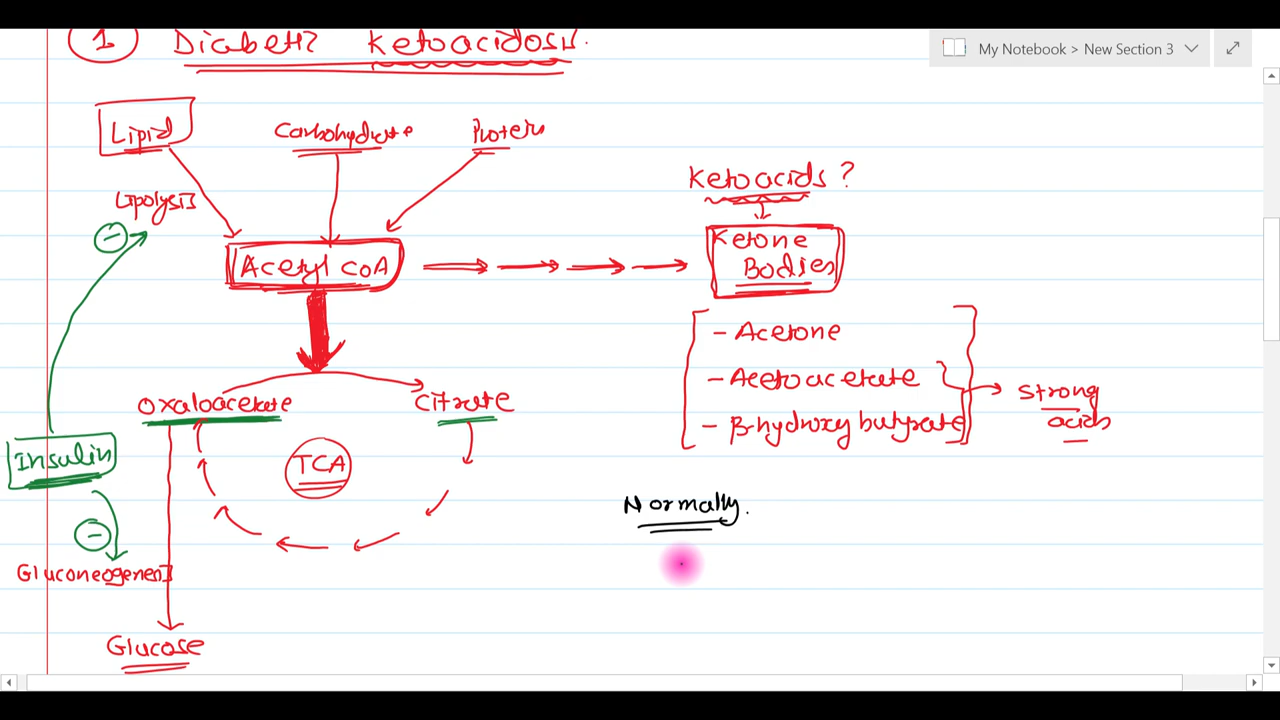 My Notebook > New Section 3
1 Diabetic Ketoacidosis.
Lipid Carbohydrate Protein
Lipolysis
Ketoacids ?
Acetyl CoA
Ketone
Bodies
- Acetone
- Acetoacetate
- β-hydroxy butyrate
Strong
acids
Oxaloacetate Citrate
TCA
Insulin
Gluconeogenesis
Glucose
Normally.